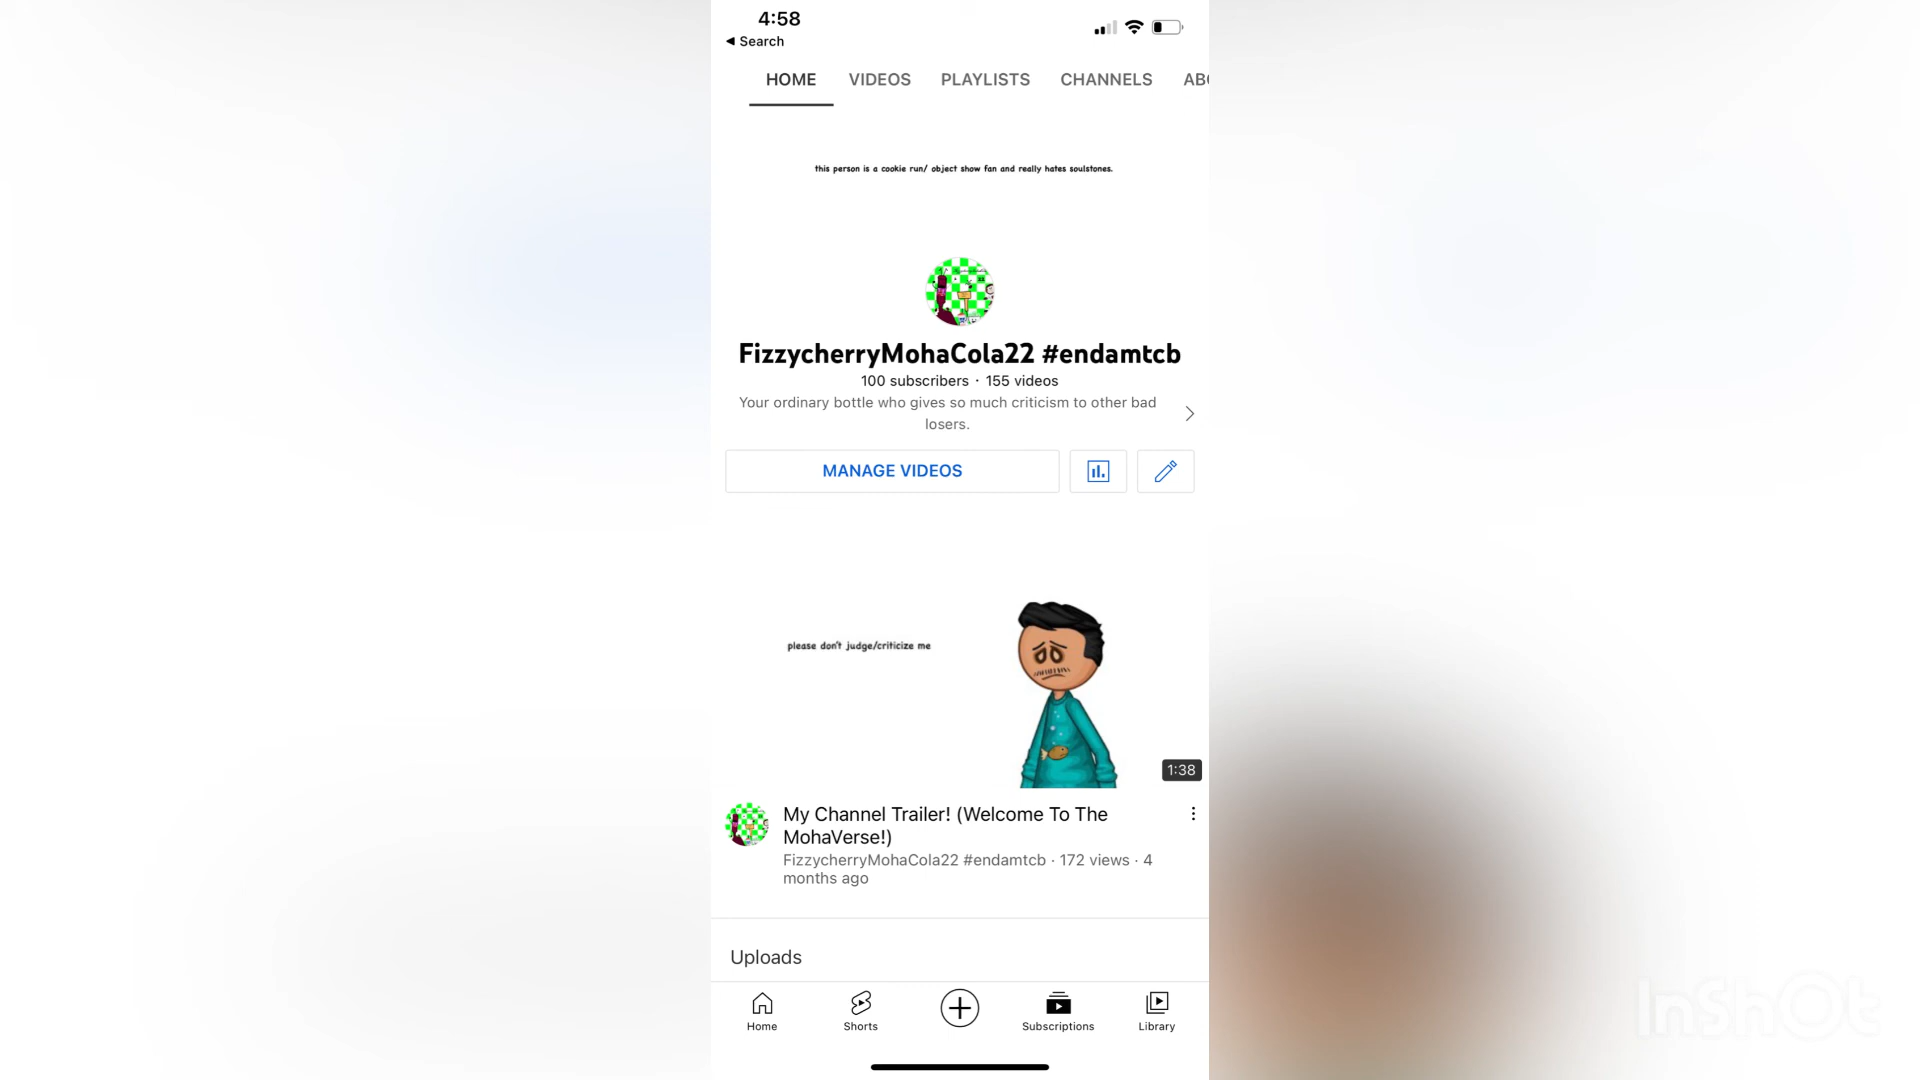 4:58
Search
HOME VIDEOS PLAYLISTS CHANNELS ABO
this person is a cookie run/ object show fan and really hates soulstones.
FizzycherryMohaCola22 #endamtcb
100 subscribers · 155 videos
Your ordinary bottle who gives so much criticism to other bad
losers.
MANAGE VIDEOS
please don't judge/criticize me
1:38
My Channel Trailer! (Welcome To The
MohaVerse!)
FizzycherryMohaCola22 #endamtcb · 172 views · 4
months ago
Uploads
Home Shorts Subscriptions Library
InShOt